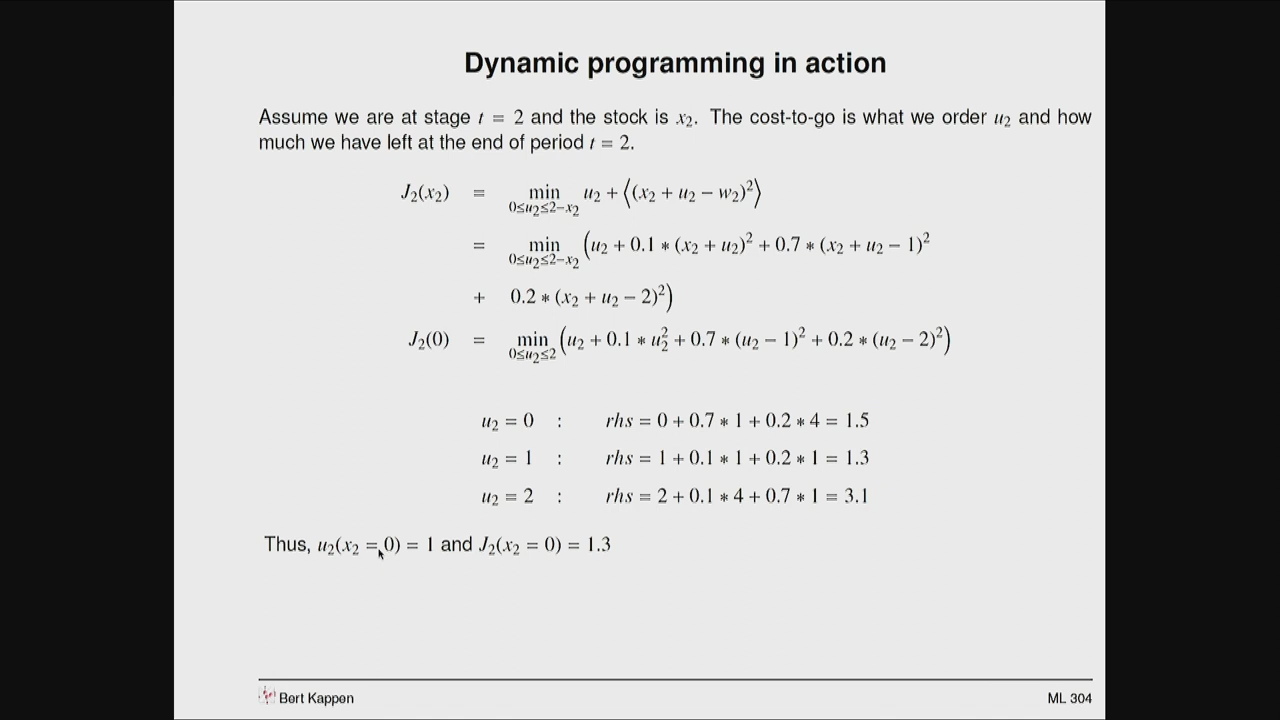 Dynamic programming in action
Assume we are at stage t = 2 and the stock is x₂. The cost-to-go is what we order u₂ and how
much we have left at the end of period t = 2.
J₂(x₂) = min_{0≤u₂≤2−x₂} u₂ + ⟨(x₂ + u₂ − w₂)²⟩
= min_{0≤u₂≤2−x₂} (u₂ + 0.1 ∗ (x₂ + u₂)² + 0.7 ∗ (x₂ + u₂ − 1)²
+ 0.2 ∗ (x₂ + u₂ − 2)²)
J₂(0) = min_{0≤u₂≤2} (u₂ + 0.1 ∗ u₂² + 0.7 ∗ (u₂ − 1)² + 0.2 ∗ (u₂ − 2)²)
u₂ = 0 : rhs = 0 + 0.7 ∗ 1 + 0.2 ∗ 4 = 1.5
u₂ = 1 : rhs = 1 + 0.1 ∗ 1 + 0.2 ∗ 1 = 1.3
u₂ = 2 : rhs = 2 + 0.1 ∗ 4 + 0.7 ∗ 1 = 3.1
Thus, u₂(x₂ = 0) = 1 and J₂(x₂ = 0) = 1.3
Bert Kappen
ML 304